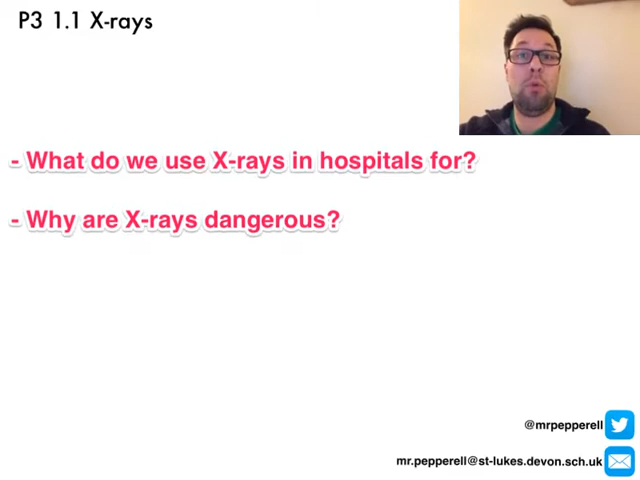 P3 1.1 X-rays
- What do we use X-rays in hospitals for?
- Why are X-rays dangerous?
@mrpepperell
mr.pepperell@st-lukes.devon.sch.uk